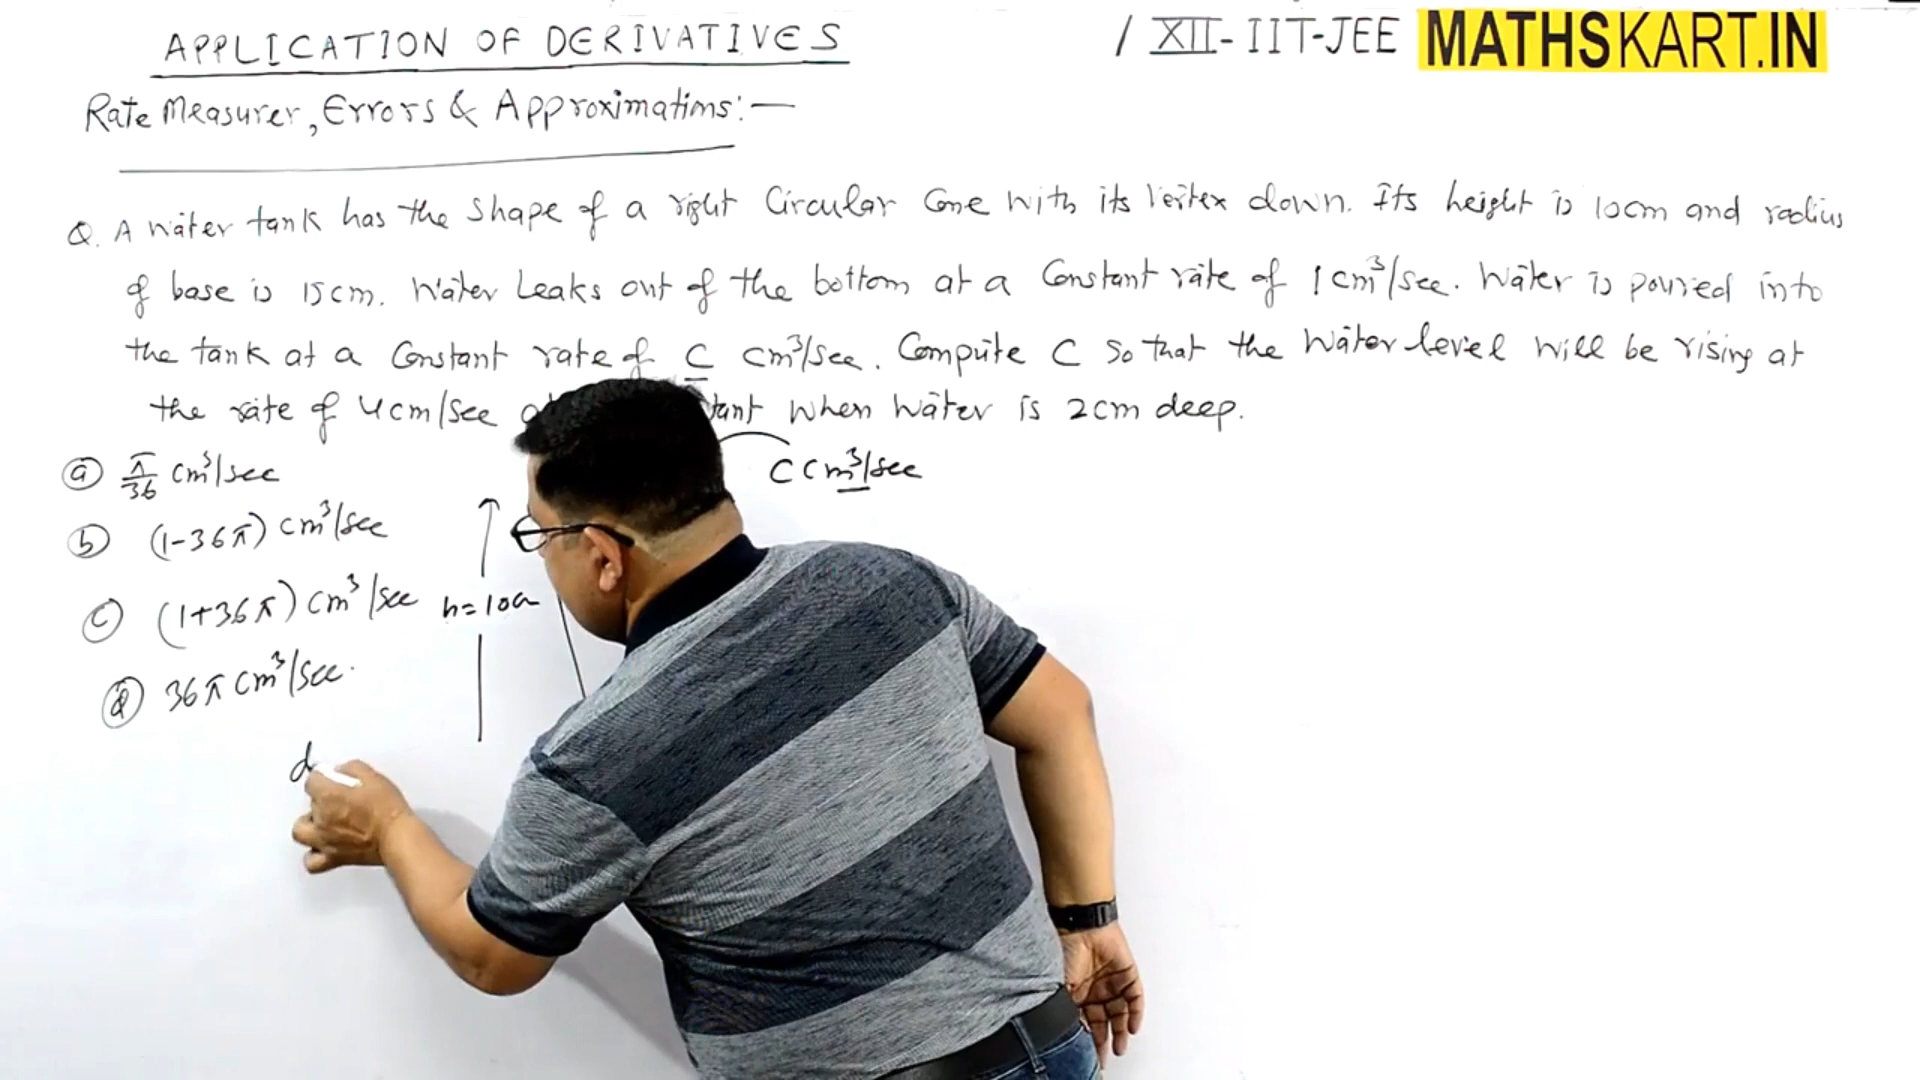 APPLICATION OF DERIVATIVES / XII-IIT-JEE MATHSKART.IN
Rate Measurer, Errors & Approximations:—
Q. A water tank has the shape of a right Circular Cone with its Vertex down. Its height is 10cm and radius
of base is 15cm. Water Leaks out of the bottom at a Constant rate of 1 cm³/sec. Water is poured into
the tank at a Constant rate of C cm³/sec. Compute C So that the Water level will be rising at
the rate of 4cm/sec when water is 2cm deep.
C cm³/sec
(a) π/36 cm³/sec
(b) (1-36π) cm³/sec
(c) (1+36π) cm³/sec
h=10
(d) 36π cm³/sec.
d